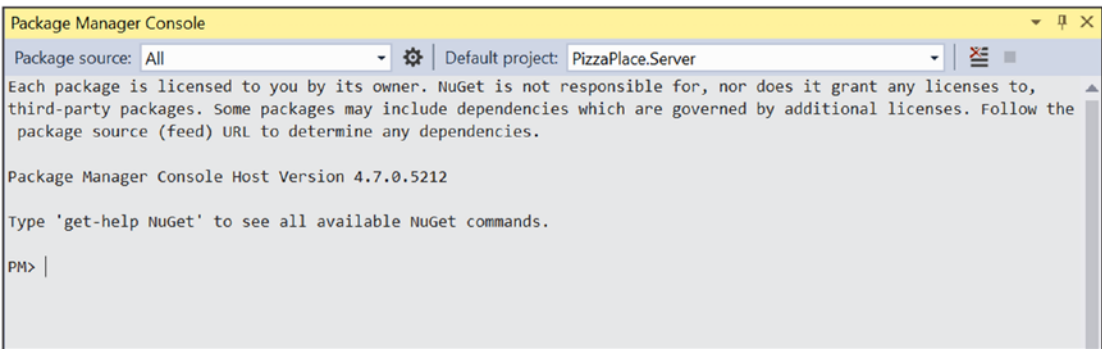 Package Manager Console
Package source: All Default project: PizzaPlace.Server
Each package is licensed to you by its owner. NuGet is not responsible for, nor does it grant any licenses to,
third-party packages. Some packages may include dependencies which are governed by additional licenses. Follow the
package source (feed) URL to determine any dependencies.
Package Manager Console Host Version 4.7.0.5212
Type 'get-help NuGet' to see all available NuGet commands.
PM>